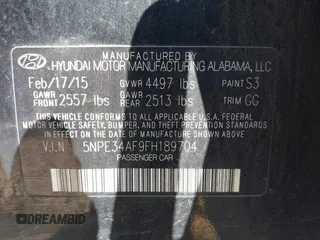 MANUFACTURED BY
HYUNDAI MOTOR MANUFACTURING ALABAMA, LLC
Feb/17/15 GVWR 4497 lbs PAINT S3
GAWR FRONT 2557 lbs GAWR REAR 2513 lbs TRIM GG
THIS VEHICLE CONFORMS TO ALL APPLICABLE U.S. FEDERAL
MOTOR VEHICLE SAFETY, BUMPER, AND THEFT PREVENTION STANDARDS
IN EFFECT ON THE DATE OF MANUFACTURE SHOWN ABOVE.
V.I.N 5NPE34AF9FH189704
PASSENGER CAR
DREAMBID